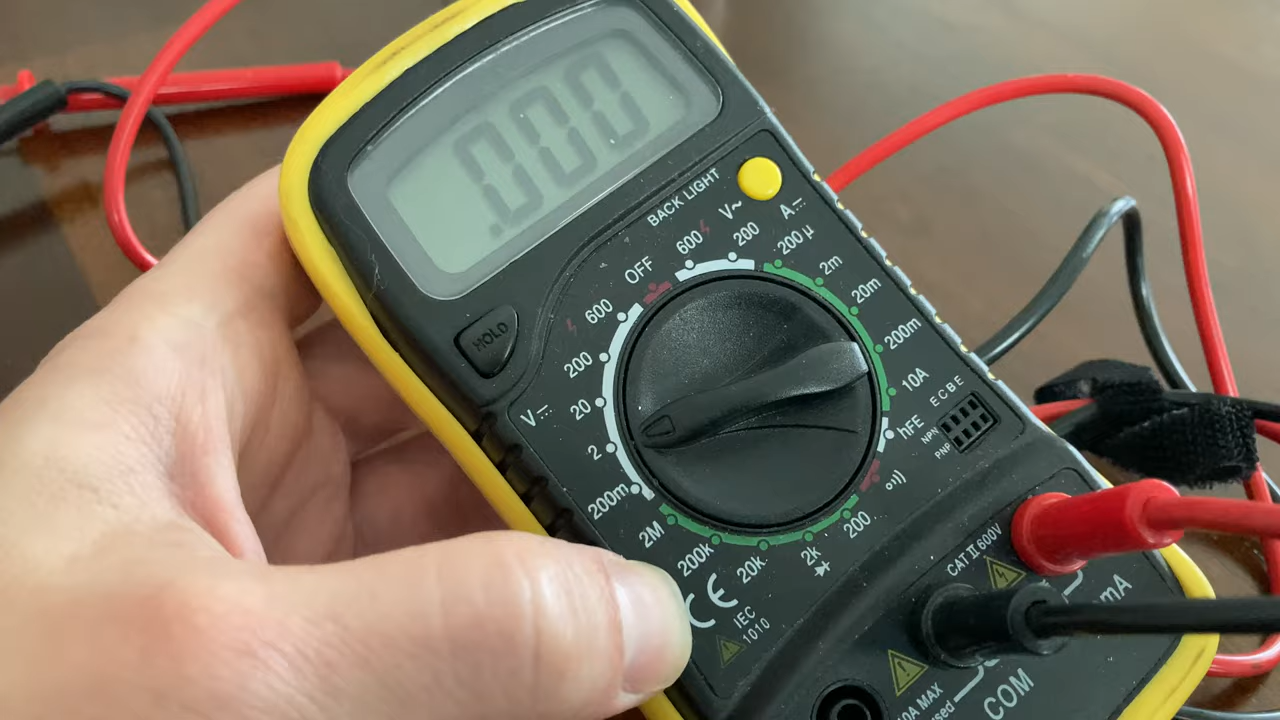 .000
BACK LIGHT
HOLD
OFF
600
200
V~
A⎓
200µ
2m
20m
200m
10A
hFE
E C B E
NPN
PNP
200
2k
20k
200k
2M
200m
2
20
200
600
V⎓
CE
IEC
1010
CAT II 600V
mA
COM
10A MAX